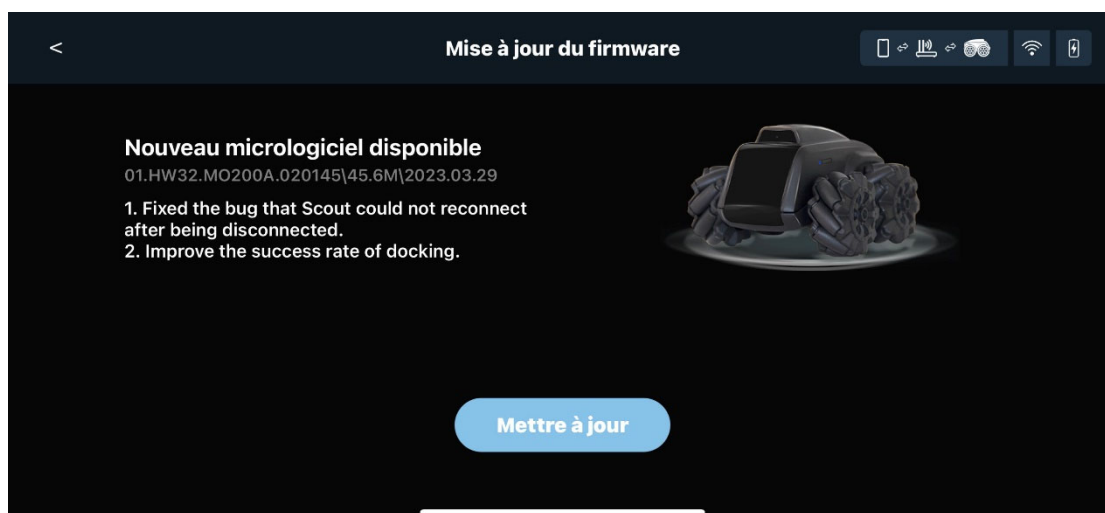 <
Mise à jour du firmware
Nouveau micrologiciel disponible
01.HW32.MO200A.020145\45.6M\2023.03.29
1. Fixed the bug that Scout could not reconnect
after being disconnected.
2. Improve the success rate of docking.
Mettre à jour